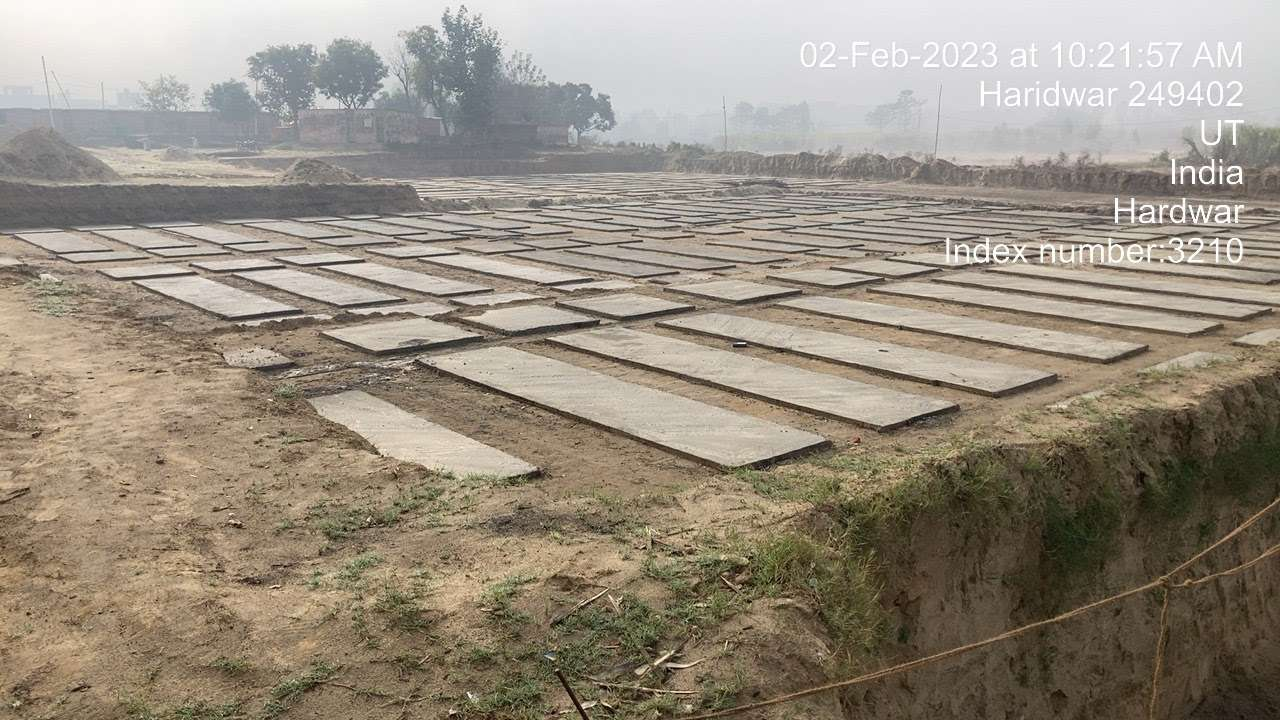 02-Feb-2023 at 10:21:57 AM
Haridwar 249402
UT
India
Hardwar
Index number:3210